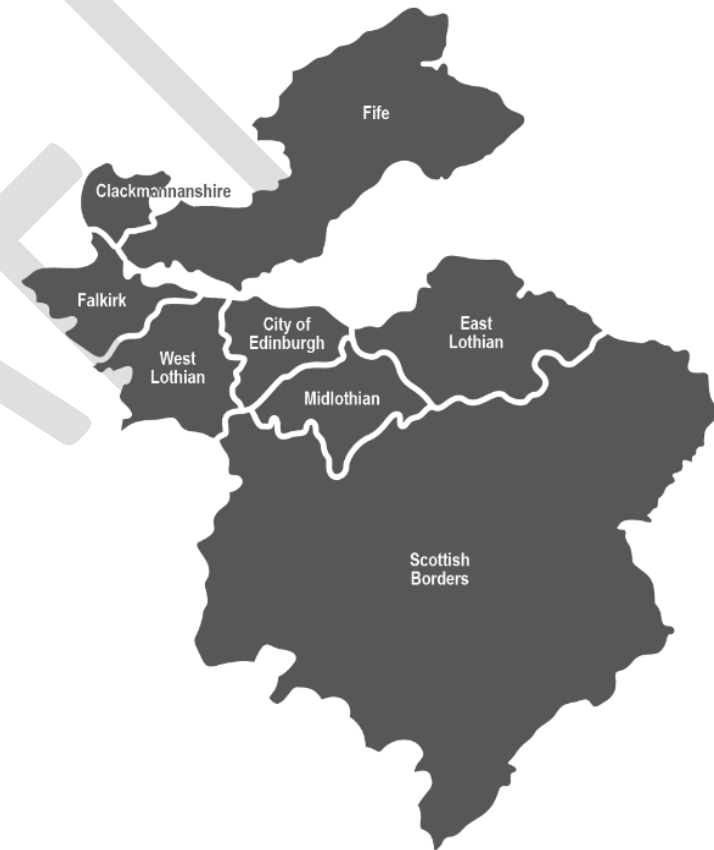 Fife
Clackmannanshire
Falkirk
City of
Edinburgh
East
Lothian
West
Lothian
Midlothian
Scottish
Borders